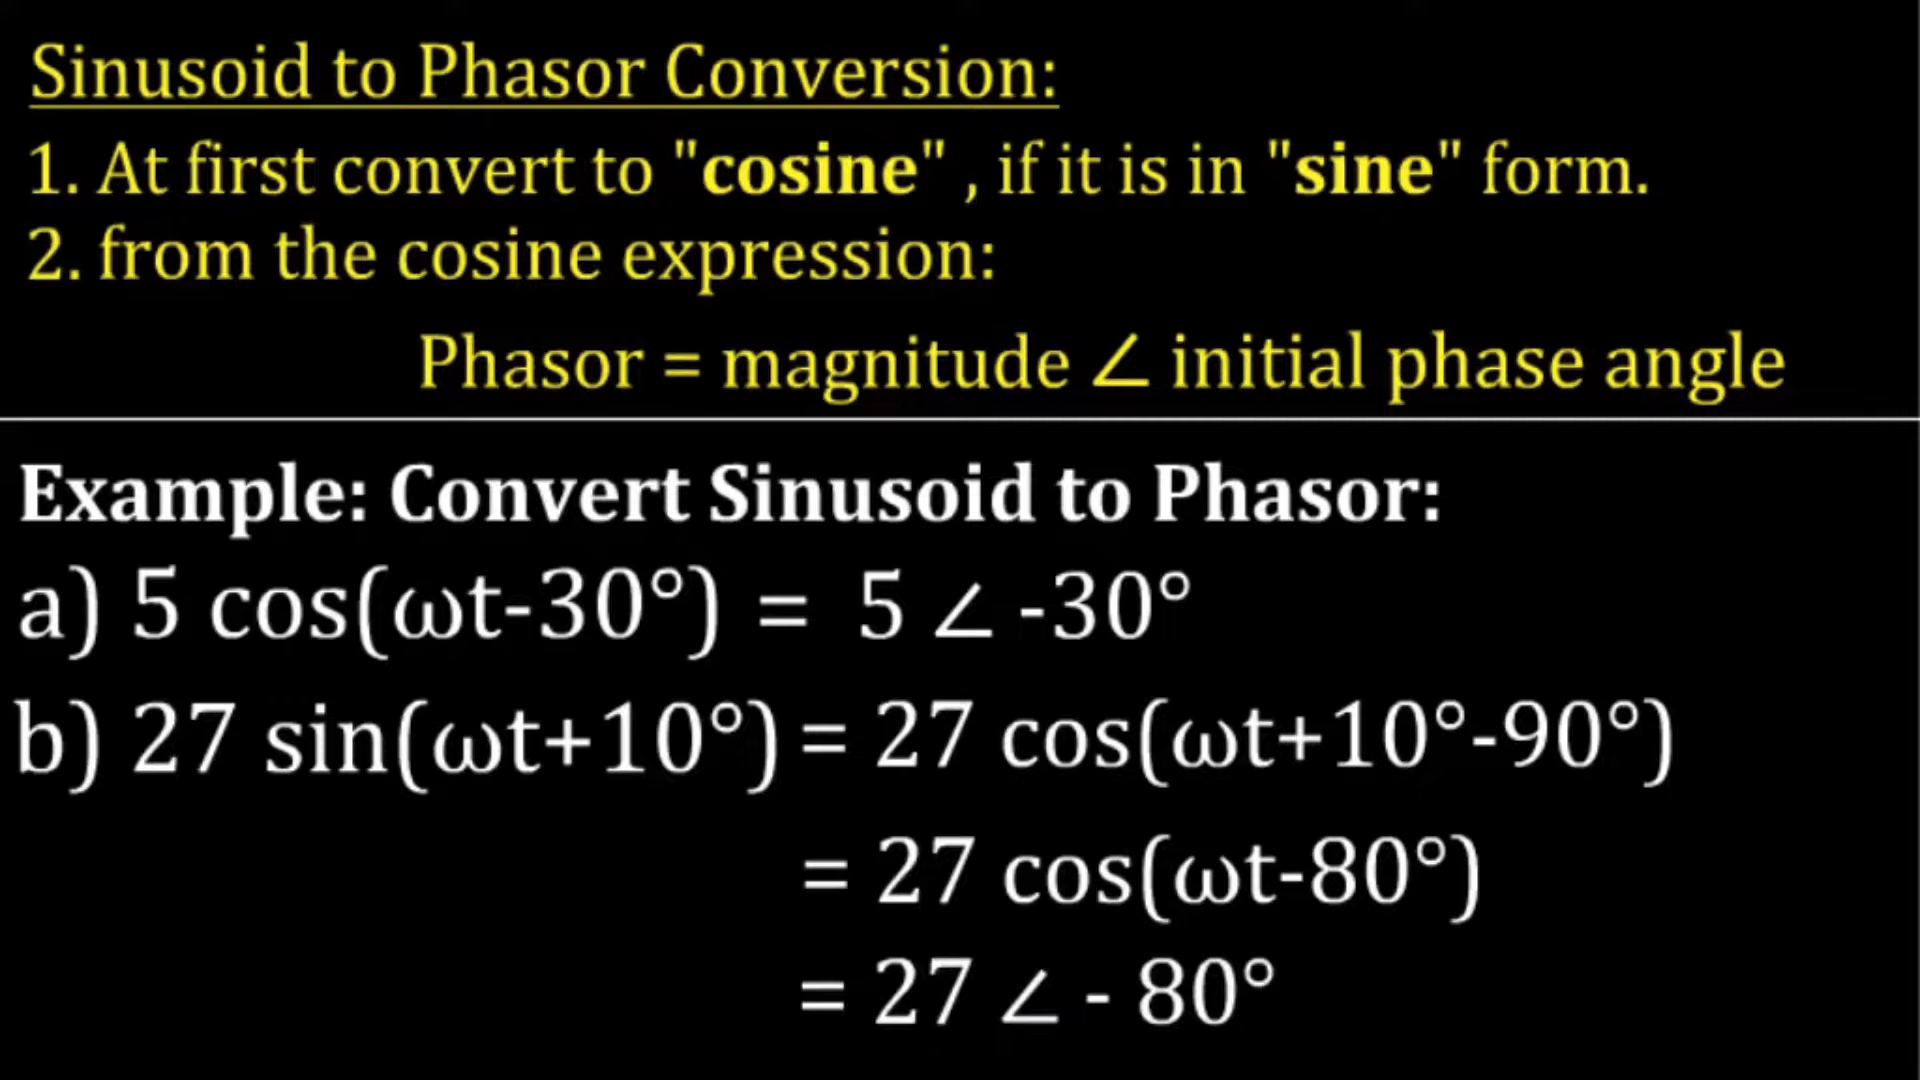 Sinusoid to Phasor Conversion:
1. At first convert to "cosine" , if it is in "sine" form.
2. from the cosine expression:
Phasor = magnitude ∠ initial phase angle
Example: Convert Sinusoid to Phasor:
a) 5 cos(ωt-30°) = 5 ∠ -30°
b) 27 sin(ωt+10°) = 27 cos(ωt+10°-90°)
= 27 cos(ωt-80°)
= 27 ∠ - 80°